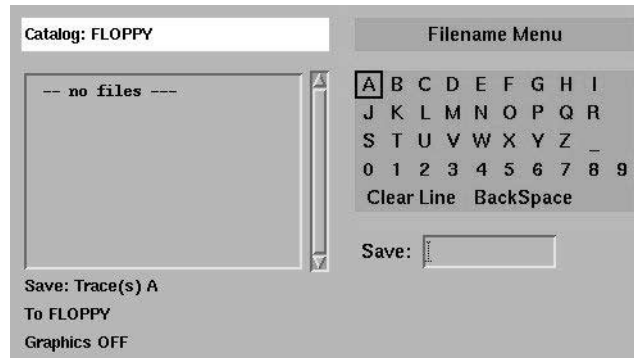 Catalog: FLOPPY
-- no files ---
Save: Trace(s) A
To FLOPPY
Graphics OFF
Filename Menu
A B C D E F G H I
J K L M N O P Q R
S T U V W X Y Z _
0 1 2 3 4 5 6 7 8 9
Clear Line BackSpace
Save: